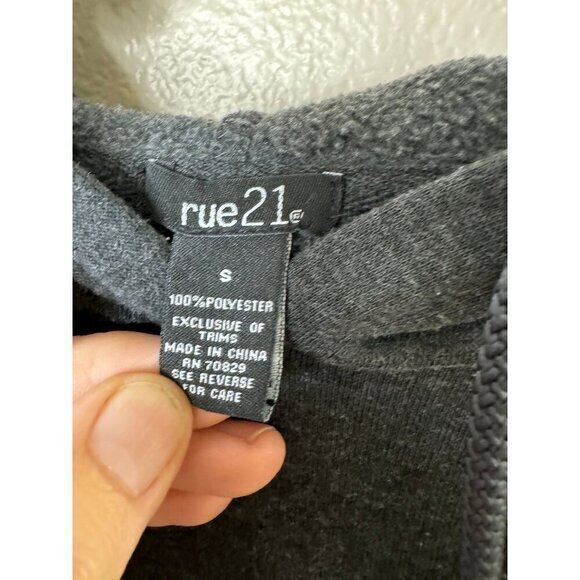 rue21®
S
100%POLYESTER
EXCLUSIVE OF
TRIMS
MADE IN CHINA
RN 70829
SEE REVERSE
FOR CARE